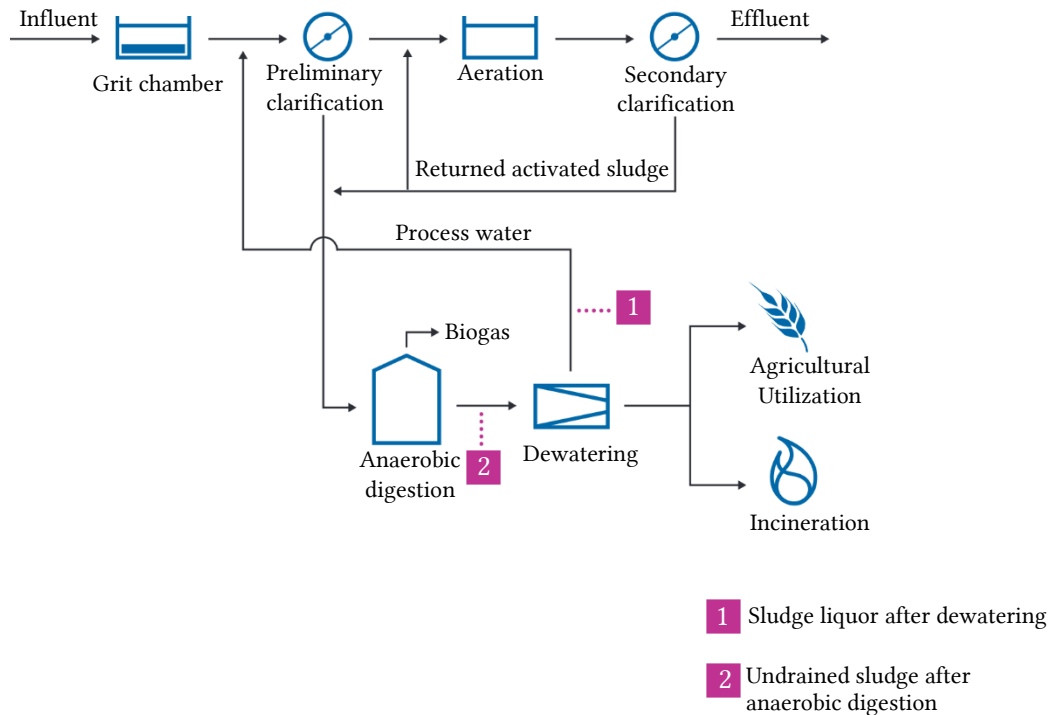 Influent
Effluent
Grit chamber
Preliminary
clarification
Aeration
Secondary
clarification
Returned activated sludge
Process water
1
Biogas
Agricultural
Utilization
Anaerobic
digestion
2
Dewatering
Incineration
1 Sludge liquor after dewatering
2 Undrained sludge after
anaerobic digestion